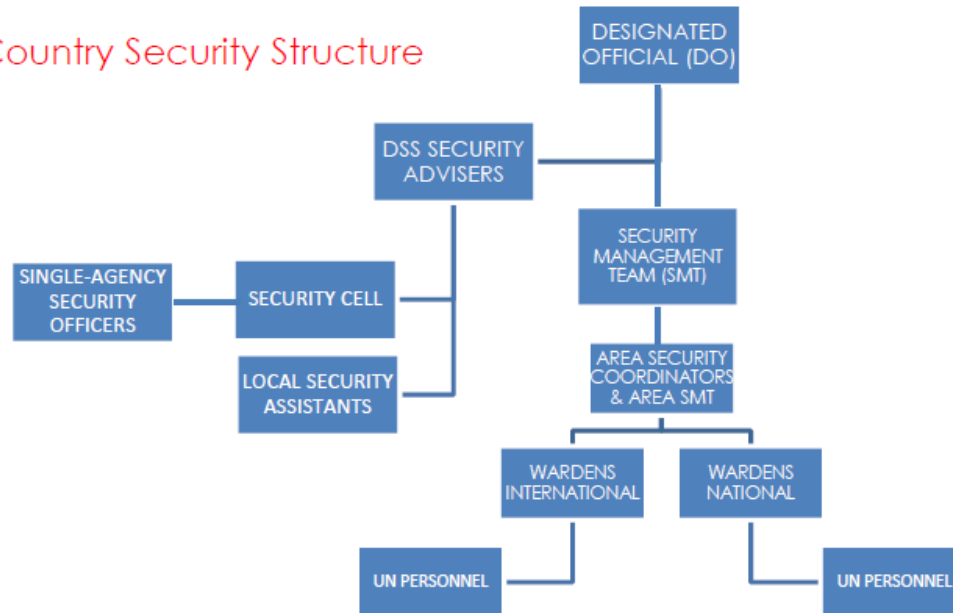 Country Security Structure
DESIGNATED
OFFICIAL (DO)
DSS SECURITY
ADVISERS
SECURITY
MANAGEMENT
TEAM (SMT)
SINGLE-AGENCY
SECURITY
OFFICERS
SECURITY CELL
AREA SECURITY
COORDINATORS
& AREA SMT
LOCAL SECURITY
ASSISTANTS
WARDENS
INTERNATIONAL
WARDENS
NATIONAL
UN PERSONNEL
UN PERSONNEL